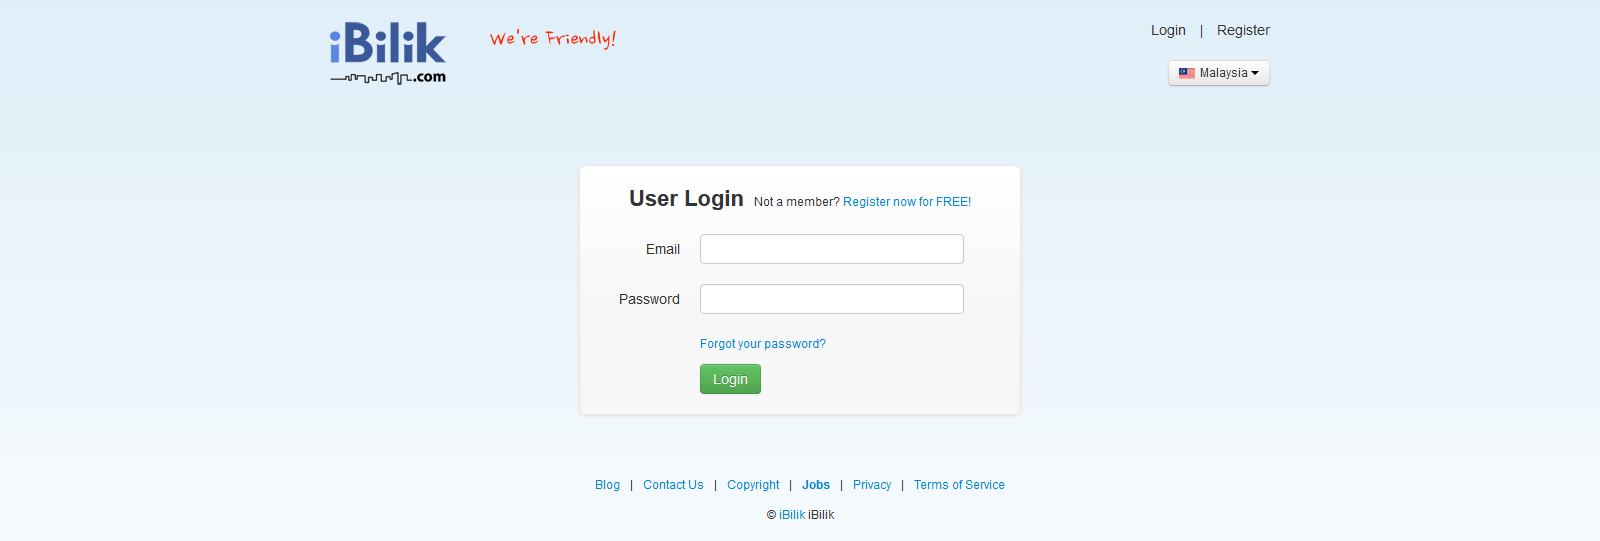 iBilik
.com
We're Friendly!
Login | Register
Malaysia
User Login Not a member? Register now for FREE!
Email
Password
Forgot your password?
Login
Blog | Contact Us | Copyright | Jobs | Privacy | Terms of Service
© iBilik iBilik